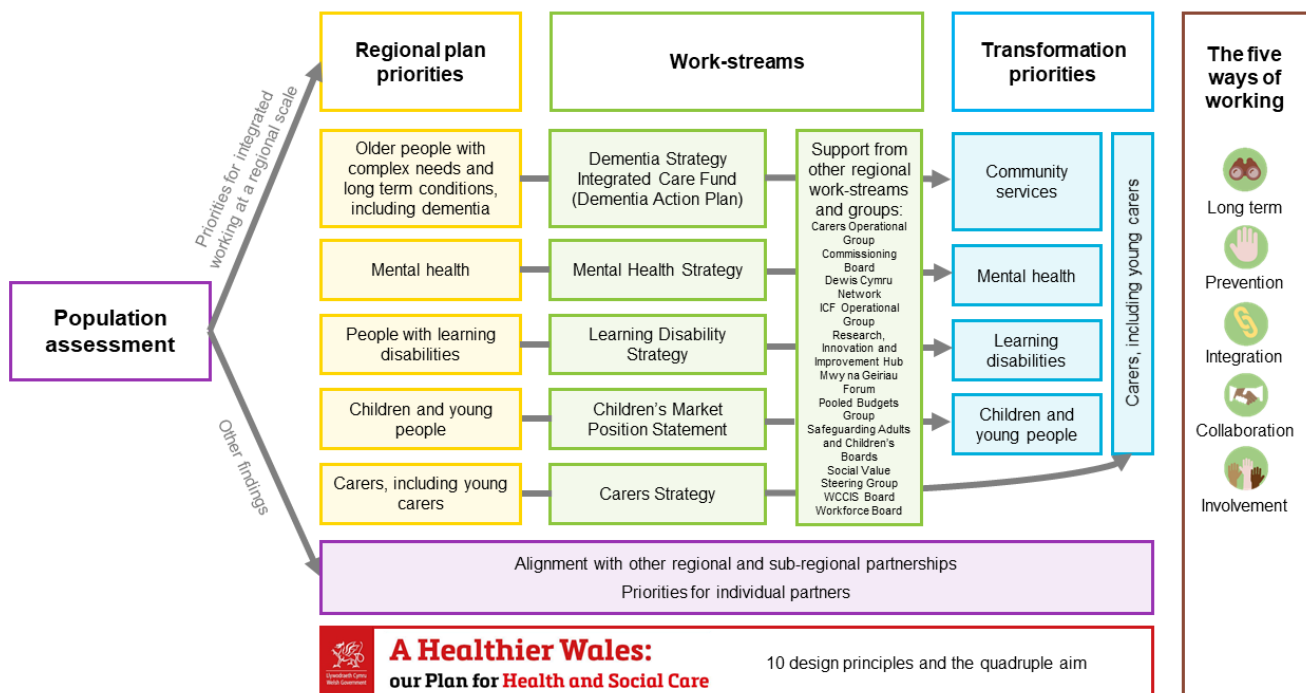 Regional plan
priorities
Work-streams
Transformation
priorities
The five
ways of
working
Priorities for integrated
working at a regional scale
Older people with
complex needs and
long term conditions,
including dementia
Dementia Strategy
Integrated Care Fund
(Dementia Action Plan)
Support from
other regional
work-streams
and groups:
Carers Operational
Group
Commissioning
Board
Dewis Cymru
Network
ICF Operational
Group
Research,
Innovation and
Improvement Hub
Mwy na Geiriau
Forum
Pooled Budgets
Group
Safeguarding Adults
and Children's
Boards
Social Value
Steering Group
WCCIS Board
Workforce Board
Community
services
Carers, including young carers
Long term
Mental health
Mental Health Strategy
Mental health
Prevention
Population
assessment
People with learning
disabilities
Learning Disability
Strategy
Learning
disabilities
Integration
Other findings
Children and young
people
Children's Market
Position Statement
Children and
young people
Collaboration
Carers, including young
carers
Carers Strategy
Involvement
Alignment with other regional and sub-regional partnerships
Priorities for individual partners
Llywodraeth Cymru
Welsh Government
A Healthier Wales:
our Plan for Health and Social Care
10 design principles and the quadruple aim